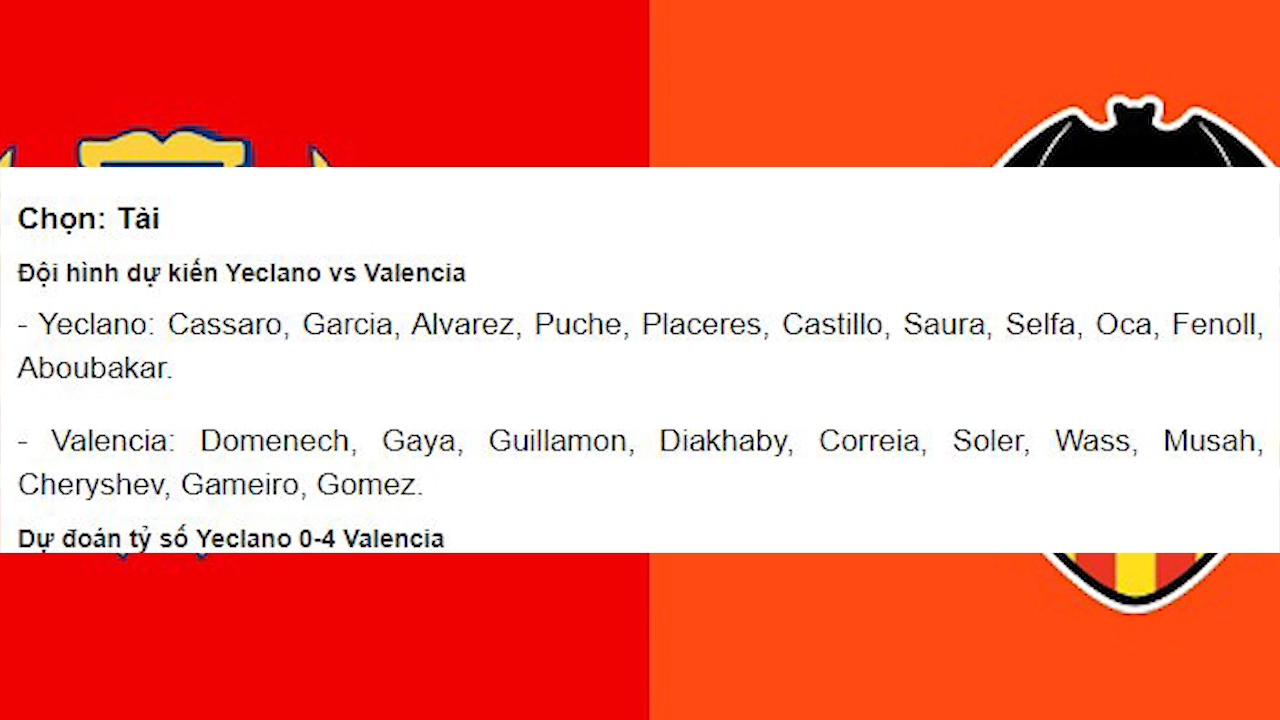 Chọn: Tài
Đội hình dự kiến Yeclano vs Valencia
- Yeclano: Cassaro, Garcia, Alvarez, Puche, Placeres, Castillo, Saura, Selfa, Oca, Fenoll,
Aboubakar.
- Valencia: Domenech, Gaya, Guillamon, Diakhaby, Correia, Soler, Wass, Musah,
Cheryshev, Gameiro, Gomez.
Dự đoán tỷ số Yeclano 0-4 Valencia